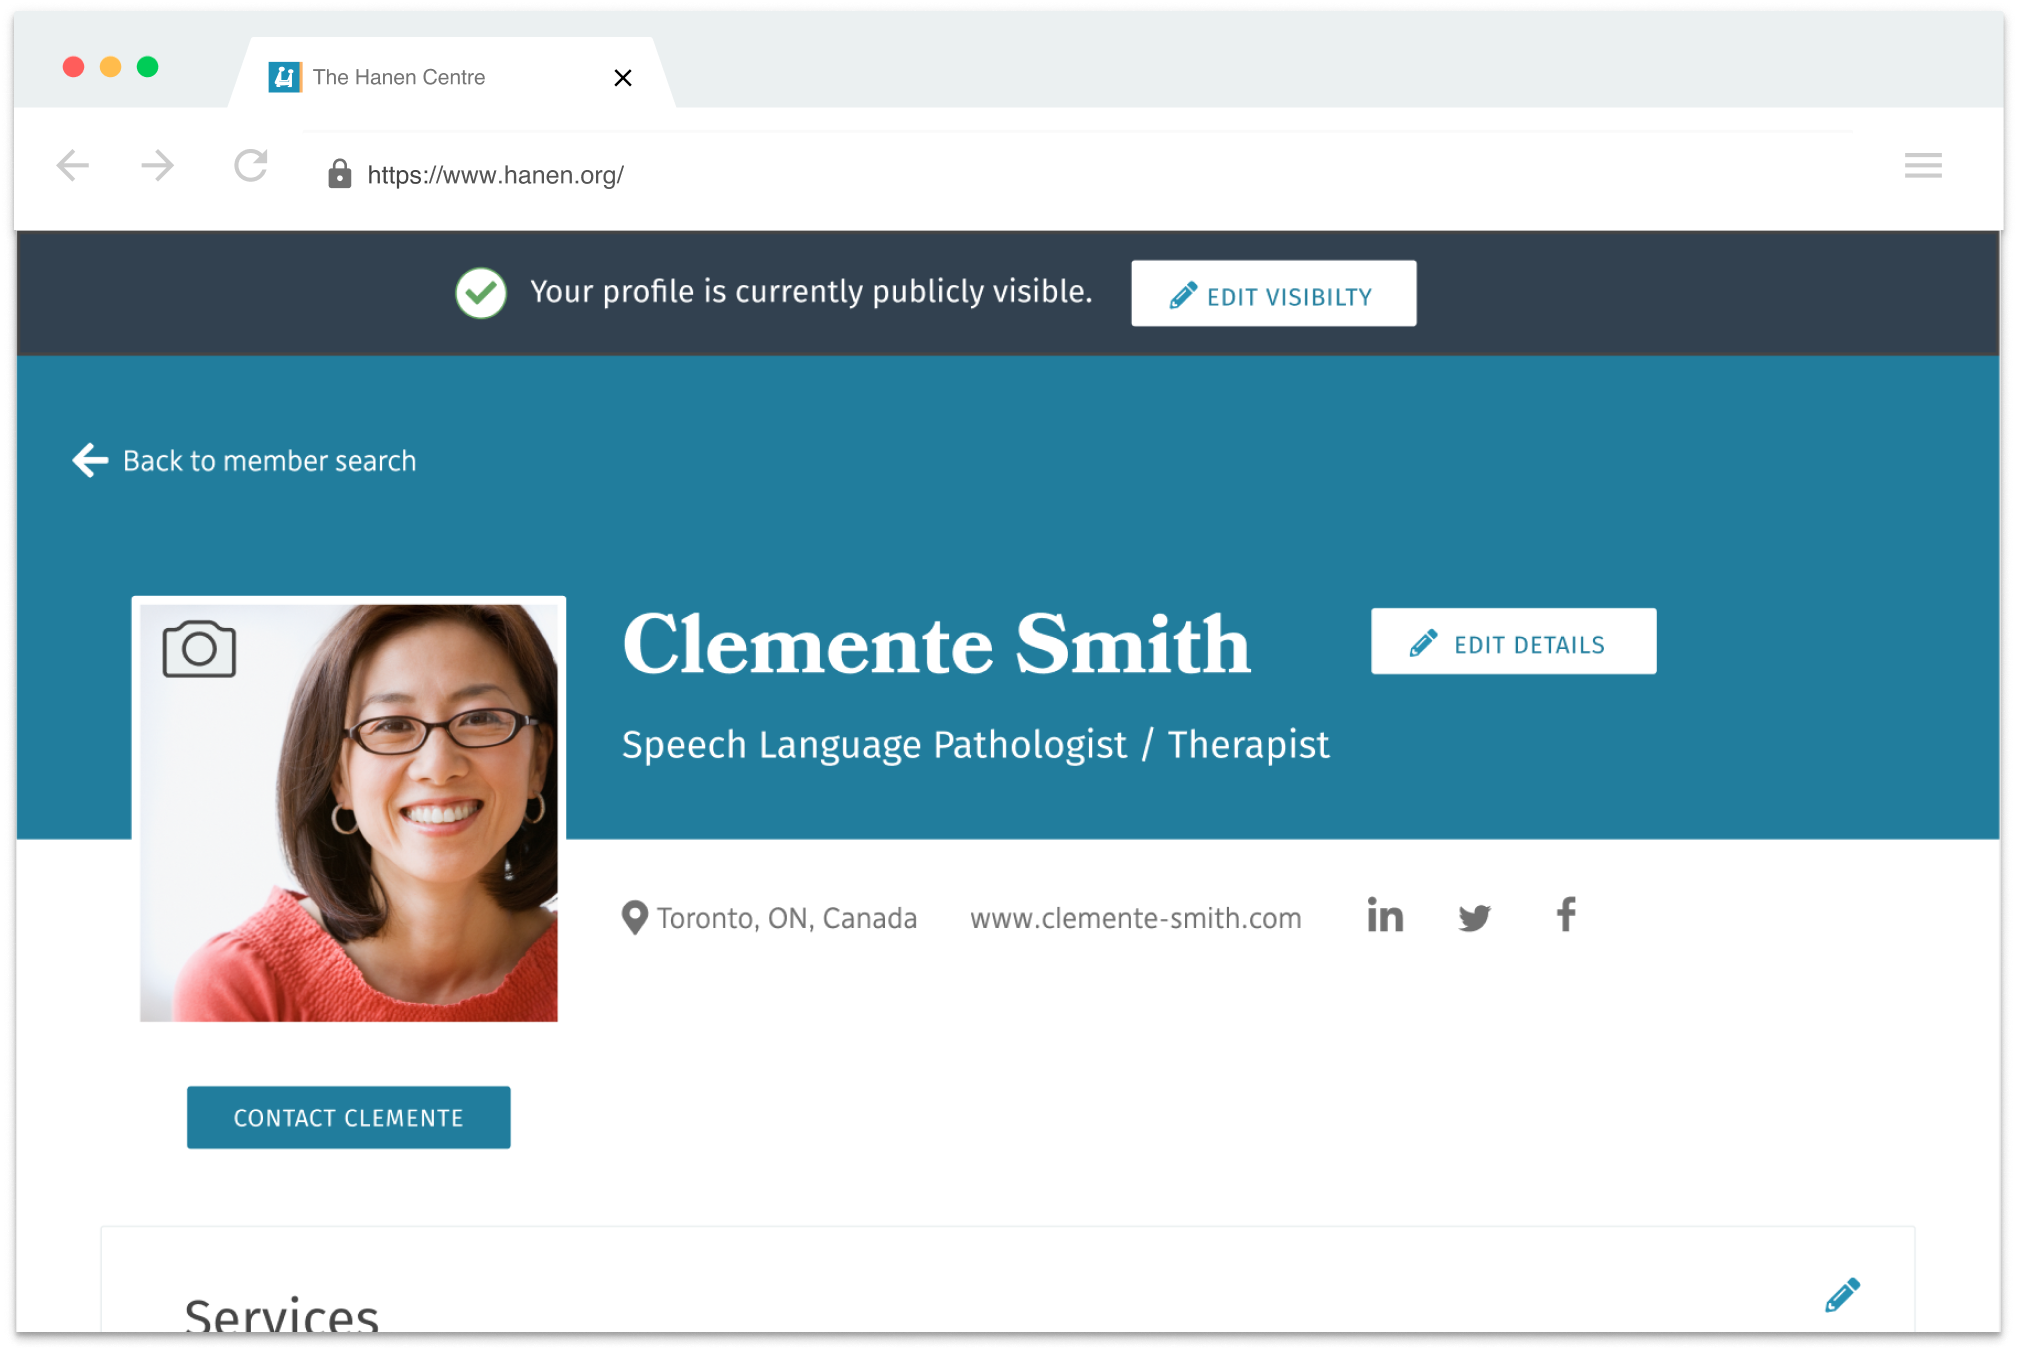 The Hanen Centre
https://www.hanen.org/
Your profile is currently publicly visible.
EDIT VISIBILTY
Back to member search
Clemente Smith
EDIT DETAILS
Speech Language Pathologist / Therapist
Toronto, ON, Canada
www.clemente-smith.com
in
f
CONTACT CLEMENTE
Services